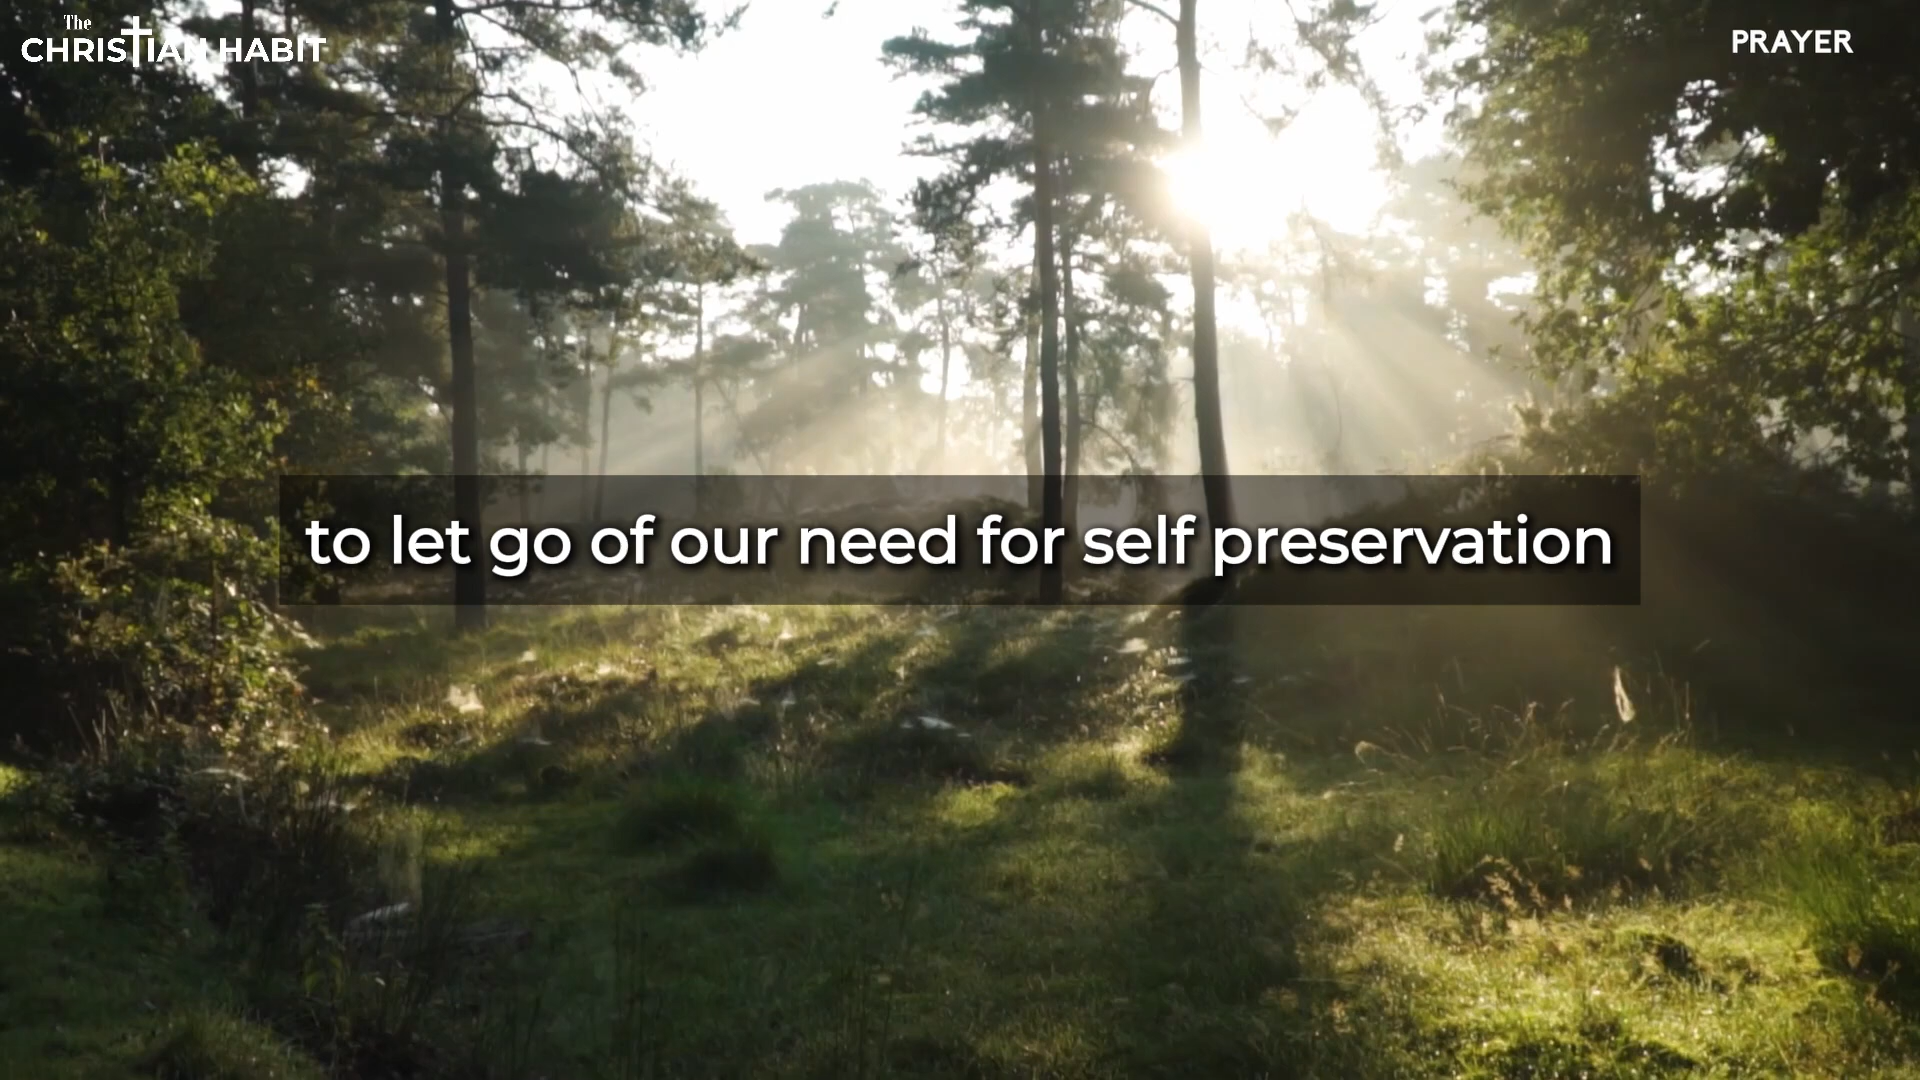 The
CHRISTIAN HABIT
PRAYER
to let go of our need for self preservation